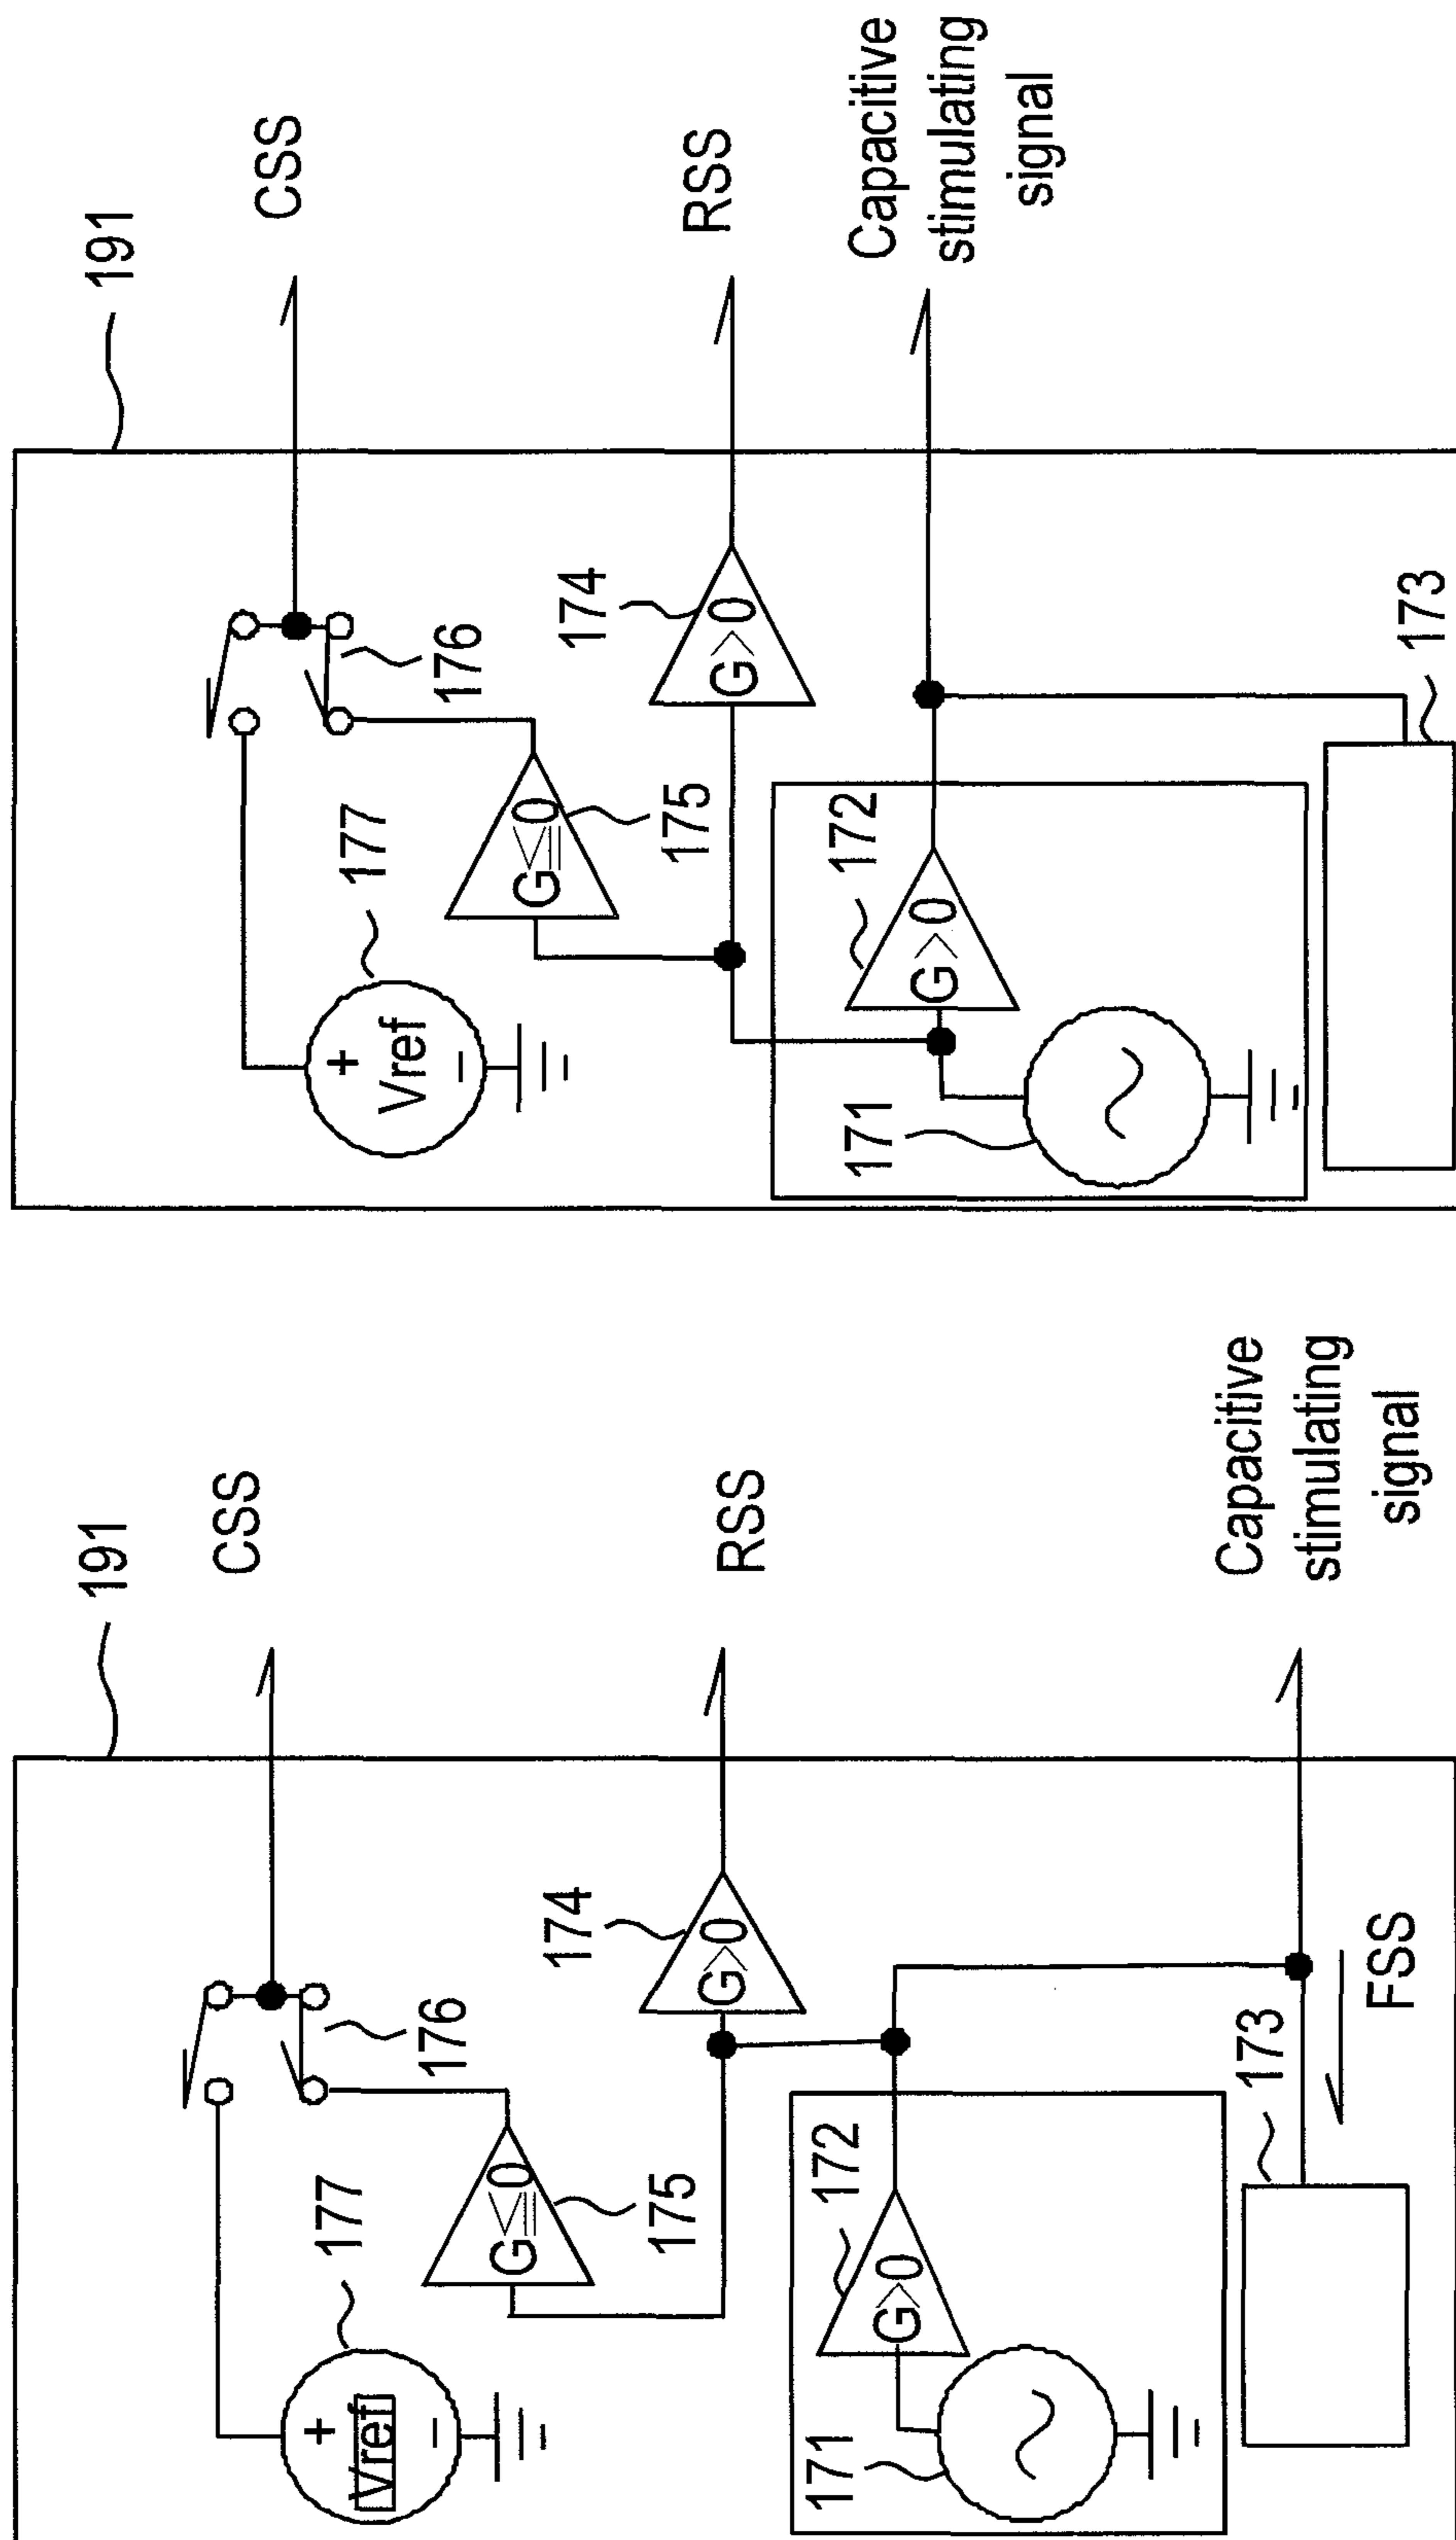 191
CSS
RSS
Capacitive
stimulating
signal
177
+
Vref
−
176
175
G≦0
174
G>0
172
G>0
171
173
FSS
191
CSS
RSS
Capacitive
stimulating
signal
177
+
Vref
−
176
175
G≦0
174
G>0
172
G>0
171
173